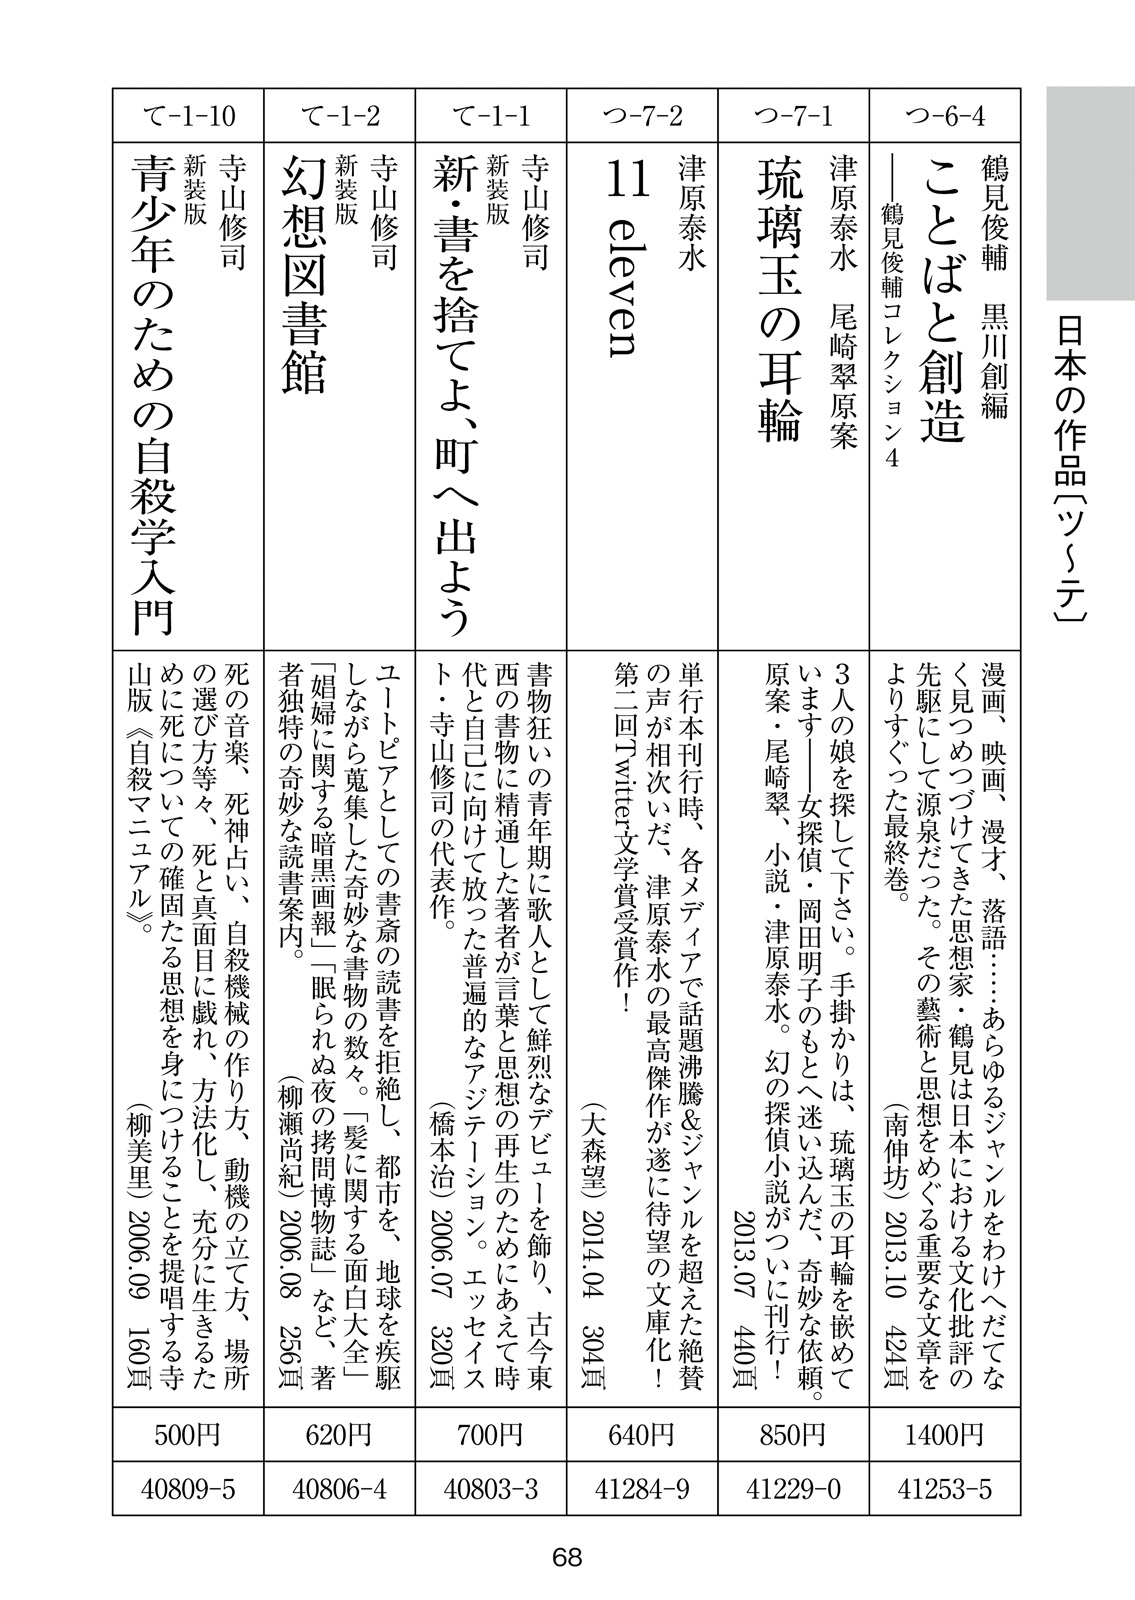 日本の作品〔ツ〜テ〕
つ-6-4
鶴見俊輔　黒川創編
ことばと創造
――鶴見俊輔コレクション4
漫画、映画、漫才、落語……あらゆるジャンルをわけへだてな
く見つめつづけてきた思想家・鶴見は日本における文化批評の
先駆にして源泉だった。その藝術と思想をめぐる重要な文章を
よりすぐった最終巻。　（南伸坊）2013.10　424頁
1400円
41253-5
つ-7-1
津原泰水　尾崎翠原案
琉璃玉の耳輪
3人の娘を探して下さい。手掛かりは、琉璃玉の耳輪を嵌めて
います――女探偵・岡田明子のもとへ迷い込んだ、奇妙な依頼。
原案・尾崎翠、小説・津原泰水。幻の探偵小説がついに刊行！
2013.07　440頁
850円
41229-0
つ-7-2
津原泰水
11 eleven
単行本刊行時、各メディアで話題沸騰&ジャンルを超えた絶賛
の声が相次いだ、津原泰水の最高傑作が遂に待望の文庫化！
第二回Twitter文学賞受賞作！
（大森望）2014.04　304頁
640円
41284-9
て-1-1
寺山修司
新装版
新・書を捨てよ、町へ出よう
書物狂いの青年期に歌人として鮮烈なデビューを飾り、古今東
西の書物に精通した著者が言葉と思想の再生のためにあえて時
代と自己に向けて放った普遍的なアジテーション。エッセイス
ト・寺山修司の代表作。　（橋本治）2006.07　320頁
700円
40803-3
て-1-2
寺山修司
新装版
幻想図書館
ユートピアとしての書斎の読書を拒絶し、都市を、地球を疾駆
しながら蒐集した奇妙な書物の数々。「髪に関する面白大全」
「娼婦に関する暗黒画報」「眠られぬ夜の拷問博物誌」など、著
者独特の奇妙な読書案内。　（柳瀬尚紀）2006.08　256頁
620円
40806-4
て-1-10
寺山修司
新装版
青少年のための自殺学入門
死の音楽、死神占い、自殺機械の作り方、動機の立て方、場所
の選び方等々、死と真面目に戯れ、方法化し、充分に生きるた
めに死についての確固たる思想を身につけることを提唱する寺
山版《自殺マニュアル》。　（柳美里）2006.09　160頁
500円
40809-5
68